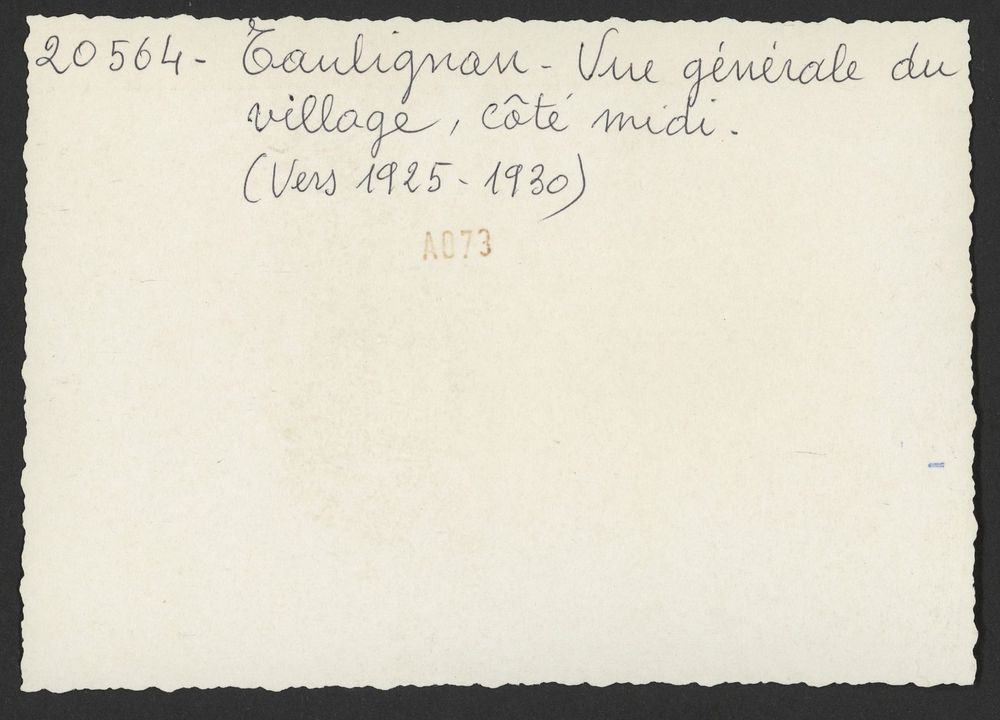 20564- Taulignan - Vue générale du
village, côté midi.
(Vers 1925-1930)
A073